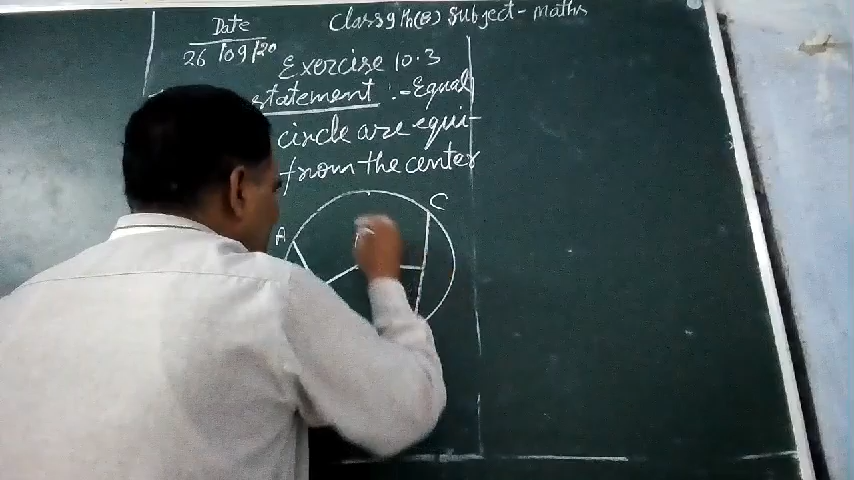 Date
26/09/20
Class 9th(B) Subject - maths
Exercise 10.3
statement :- Equal
circle are equi-
from the center
C
A